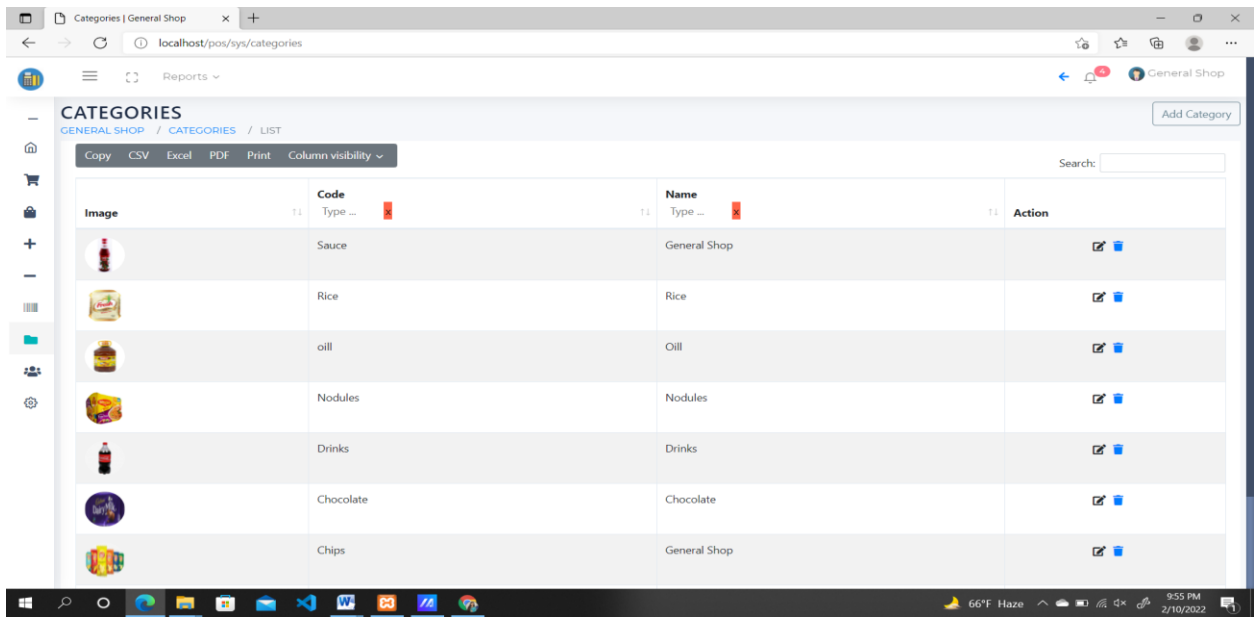 Categories | General Shop
localhost/pos/sys/categories
Reports
4
General Shop
CATEGORIES
GENERAL SHOP / CATEGORIES / LIST
Add Category
Copy CSV Excel PDF Print Column visibility
Search:
Image Code Name Action
Type ... x Type ... x
Sauce General Shop
Rice Rice
oill Oill
Nodules Nodules
Drinks Drinks
Chocolate Chocolate
Chips General Shop
66°F Haze
9:55 PM
2/10/2022